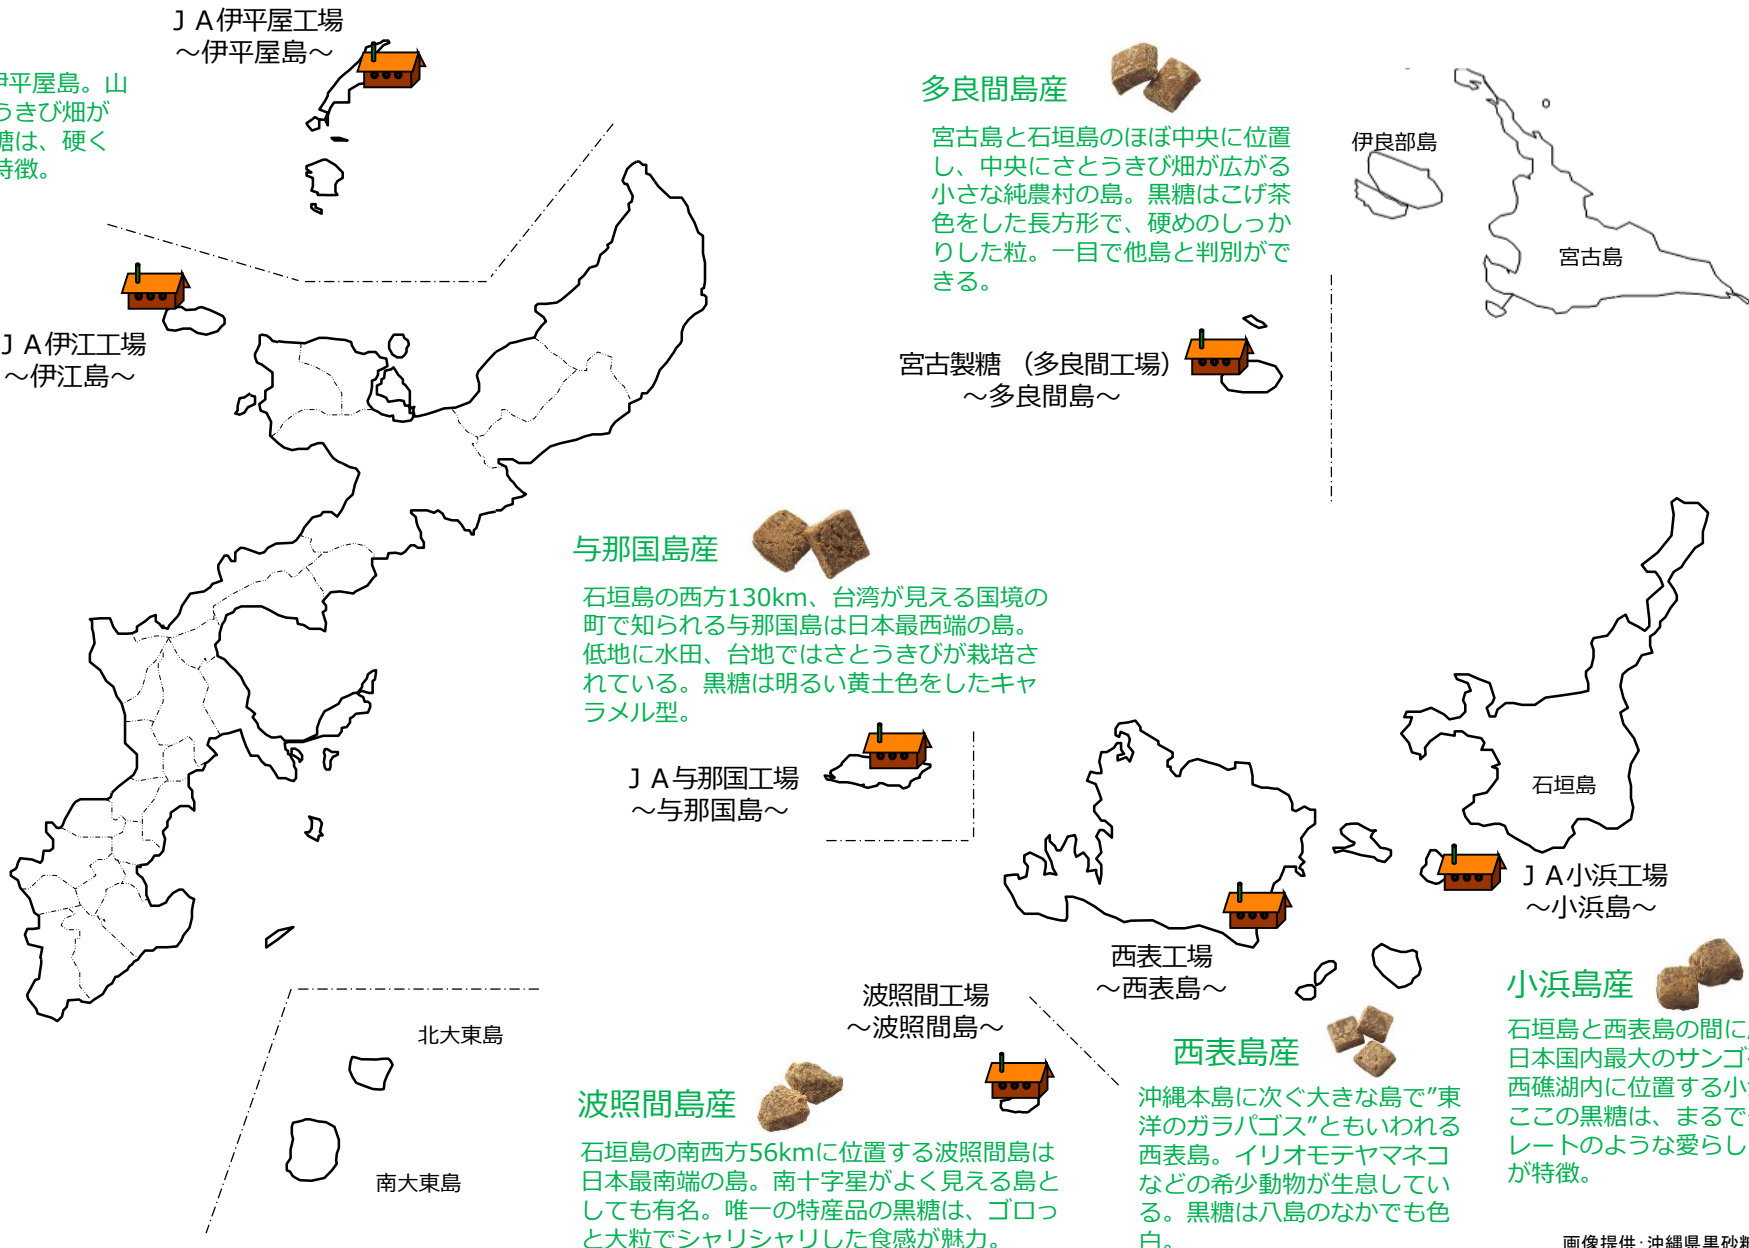 ＪＡ伊平屋工場
～伊平屋島～
伊平屋島。山
うきび畑が
糖は、硬く
特徴。
ＪＡ伊江工場
～伊江島～
多良間島産
宮古島と石垣島のほぼ中央に位置
し、中央にさとうきび畑が広がる
小さな純農村の島。黒糖はこげ茶
色をした長方形で、硬めのしっか
りした粒。一目で他島と判別がで
きる。
宮古製糖 （多良間工場）
～多良間島～
伊良部島
宮古島
与那国島産
石垣島の西方130km、台湾が見える国境の
町で知られる与那国島は日本最西端の島。
低地に水田、台地ではさとうきびが栽培さ
れている。黒糖は明るい黄土色をしたキャ
ラメル型。
ＪＡ与那国工場
～与那国島～
石垣島
ＪＡ小浜工場
～小浜島～
西表工場
～西表島～
波照間工場
～波照間島～
北大東島
南大東島
波照間島産
石垣島の南西方56kmに位置する波照間島は
日本最南端の島。南十字星がよく見える島と
しても有名。唯一の特産品の黒糖は、ゴロっ
と大粒でシャリシャリした食感が魅力。
西表島産
沖縄本島に次ぐ大きな島で”東
洋のガラパゴス”ともいわれる
西表島。イリオモテヤマネコ
などの希少動物が生息してい
る。黒糖は八島のなかでも色
白。
小浜島産
石垣島と西表島の間に
日本国内最大のサンゴ
西礁湖内に位置する小
ここの黒糖は、まるで
レートのような愛らし
が特徴。
画像提供：沖縄県黒砂糖